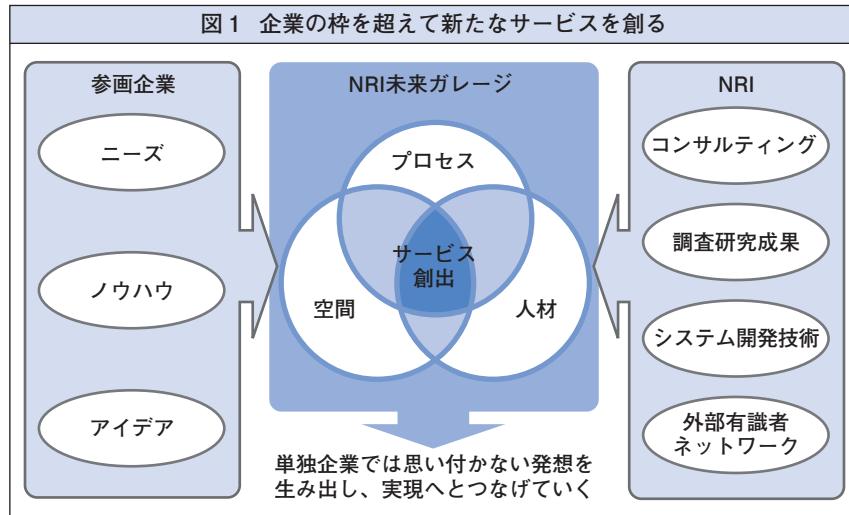 図1 企業の枠を超えて新たなサービスを創る
参画企業
ニーズ
ノウハウ
アイデア
NRI未来ガレージ
プロセス
サービス
創出
空間
人材
単独企業では思い付かない発想を
生み出し、実現へとつなげていく
NRI
コンサルティング
調査研究成果
システム開発技術
外部有識者
ネットワーク